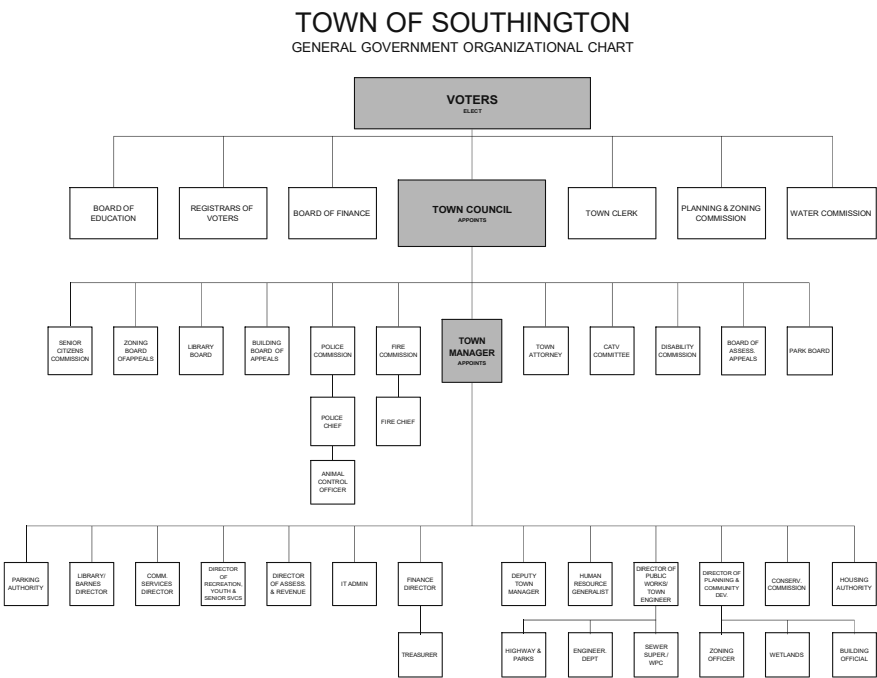 TOWN OF SOUTHINGTON
GENERAL GOVERNMENT ORGANIZATIONAL CHART
VOTERS
ELECT
BOARD OF
EDUCATION
REGISTRARS OF
VOTERS
BOARD OF FINANCE
TOWN COUNCIL
APPOINTS
TOWN CLERK
PLANNING & ZONING
COMMISSION
WATER COMMISSION
SENIOR
CITIZENS
COMMISSION
ZONING
BOARD
OFAPPEALS
LIBRARY
BOARD
BUILDING
BOARD OF
APPEALS
POLICE
COMMISSION
FIRE
COMMISSION
TOWN
MANAGER
APPOINTS
TOWN
ATTORNEY
CATV
COMMITTEE
DISABILITY
COMMISSION
BOARD OF
ASSESS.
APPEALS
PARK BOARD
POLICE
CHIEF
FIRE CHIEF
ANIMAL
CONTROL
OFFICER
PARKING
AUTHORITY
LIBRARY/
BARNES
DIRECTOR
COMM.
SERVICES
DIRECTOR
DIRECTOR
OF
RECREATION,
YOUTH &
SENIOR SVCS
DIRECTOR
OF ASSESS.
& REVENUE
IT ADMIN
FINANCE
DIRECTOR
DEPUTY
TOWN
MANAGER
HUMAN
RESOURCE
GENERALIST
DIRECTOR OF
PUBLIC
WORKS/
TOWN
ENGINEER
DIRECTOR OF
PLANNING &
COMMUNITY
DEV.
CONSERV.
COMMISSION
HOUSING
AUTHORITY
TREASURER
HIGHWAY &
PARKS
ENGINEER.
DEPT
SEWER
SUPER./
WPC
ZONING
OFFICER
WETLANDS
BUILDING
OFFICIAL